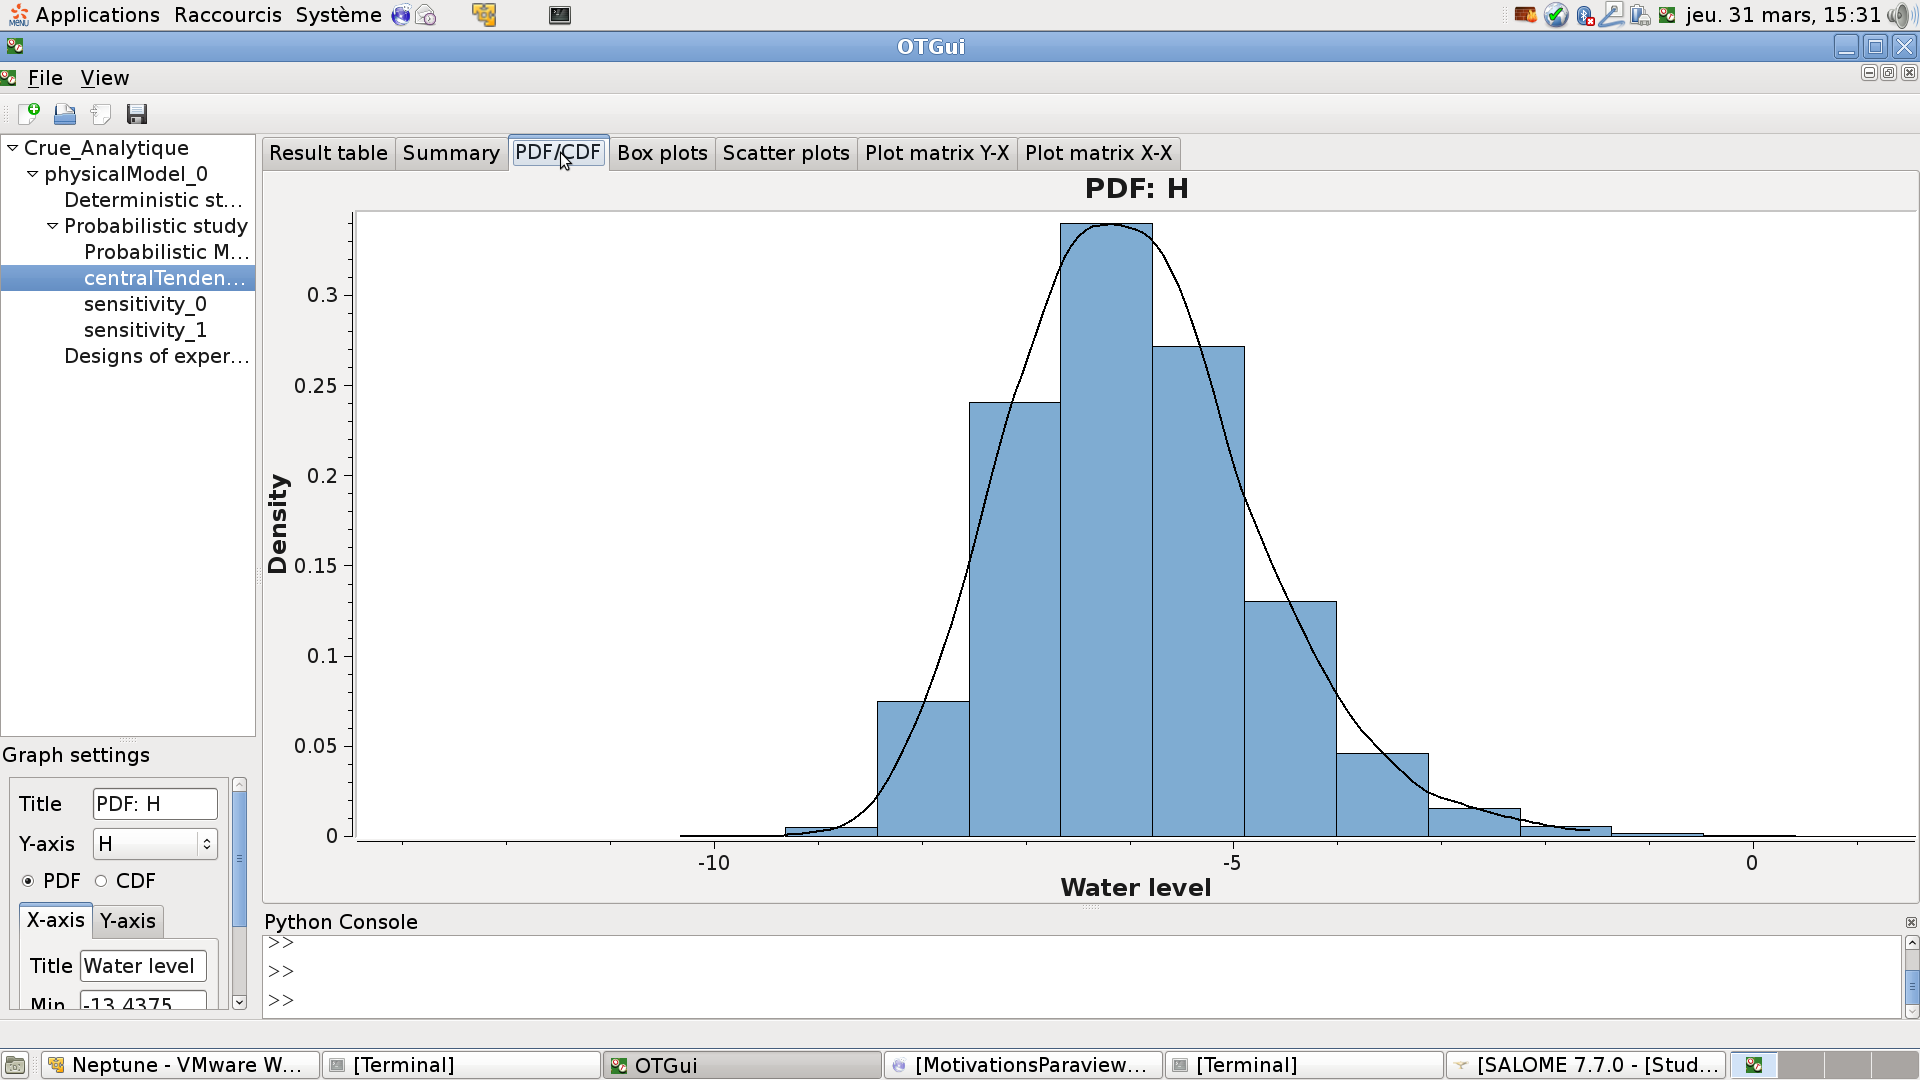 Applications Raccourcis Système jeu. 31 mars, 15:31
OTGui
File View
Crue_Analytique
physicalModel_0
Deterministic st...
Probabilistic study
Probabilistic M...
centralTenden...
sensitivity_0
sensitivity_1
Designs of exper...
Result table Summary PDF/CDF Box plots Scatter plots Plot matrix Y-X Plot matrix X-X
PDF: H
Density
0.3
0.25
0.2
0.15
0.1
0.05
0
-10 -5 0
Water level
Graph settings
Title PDF: H
Y-axis H
PDF CDF
X-axis Y-axis
Title Water level
Min -13.4375
Python Console
>>
>>
>>
Neptune - VMware W... [Terminal] OTGui [MotivationsParaview... [Terminal] [SALOME 7.7.0 - [Stud...